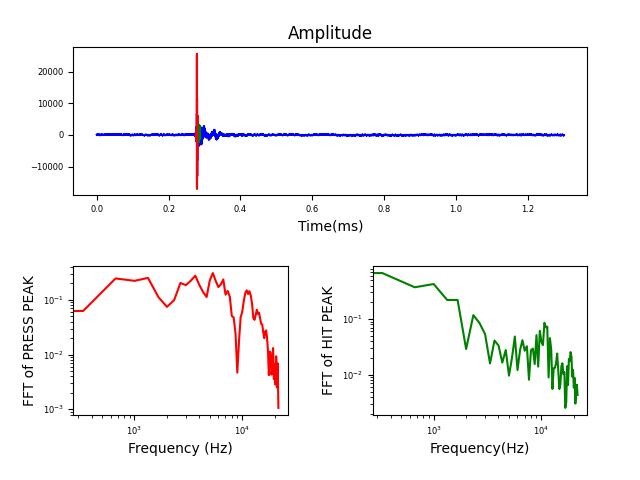 Amplitude
20000
10000
0
−10000
0.0 0.2 0.4 0.6 0.8 1.0 1.2
Time(ms)
FFT of PRESS PEAK
10⁻¹
10⁻²
10⁻³
10³ 10⁴
Frequency (Hz)
FFT of HIT PEAK
10⁻¹
10⁻²
10³ 10⁴
Frequency(Hz)